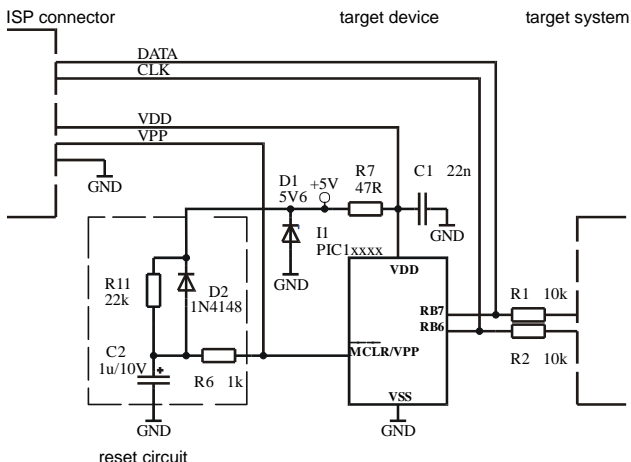 ISP connector
target device
target system
DATA
CLK
VDD
VPP
GND
D1
5V6
+5V
R7
47R
C1 22n
GND
I1
PIC1xxxx
GND
VDD
R11
22k
D2
1N4148
RB7
RB6
R1 10k
R2 10k
C2
1u/10V
+
R6 1k
MCLR/VPP
VSS
GND
GND
reset circuit